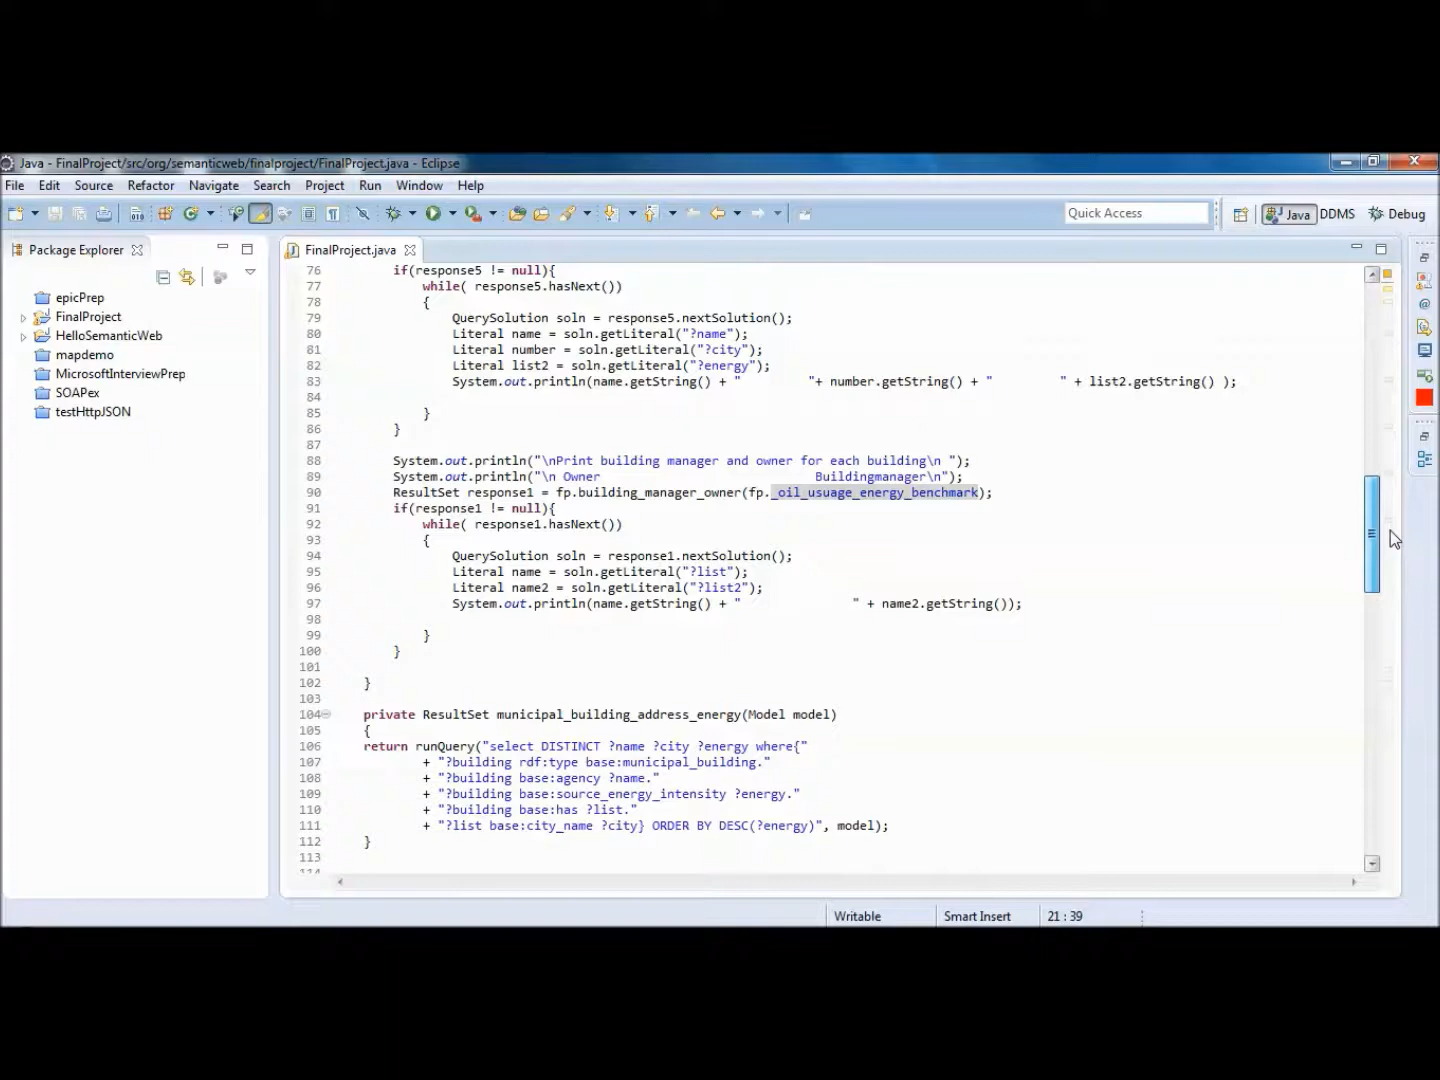 Java - FinalProject/src/org/semanticweb/finalproject/FinalProject.java - Eclipse
File Edit Source Refactor Navigate Search Project Run Window Help
Quick Access
Java
DDMS
Debug
Package Explorer
FinalProject.java
epicPrep
FinalProject
HelloSemanticWeb
mapdemo
MicrosoftInterviewPrep
SOAPex
testHttpJSON
76 if(response5 != null){
77 while( response5.hasNext())
78 {
79 QuerySolution soln = response5.nextSolution();
80 Literal name = soln.getLiteral("?name");
81 Literal number = soln.getLiteral("?city");
82 Literal list2 = soln.getLiteral("?energy");
83 System.out.println(name.getString() + " "+ number.getString() + " " + list2.getString() );
84
85 }
86 }
87
88 System.out.println("\nPrint building manager and owner for each building\n ");
89 System.out.println("\n Owner Buildingmanager\n");
90 ResultSet response1 = fp.building_manager_owner(fp._oil_usuage_energy_benchmark);
91 if(response1 != null){
92 while( response1.hasNext())
93 {
94 QuerySolution soln = response1.nextSolution();
95 Literal name = soln.getLiteral("?list");
96 Literal name2 = soln.getLiteral("?list2");
97 System.out.println(name.getString() + " " + name2.getString());
98
99 }
100 }
101
102 }
103
104 private ResultSet municipal_building_address_energy(Model model)
105 {
106 return runQuery("select DISTINCT ?name ?city ?energy where{"
107 + "?building rdf:type base:municipal_building."
108 + "?building base:agency ?name."
109 + "?building base:source_energy_intensity ?energy."
110 + "?building base:has ?list."
111 + "?list base:city_name ?city} ORDER BY DESC(?energy)", model);
112 }
113
114
Writable
Smart Insert
21 : 39